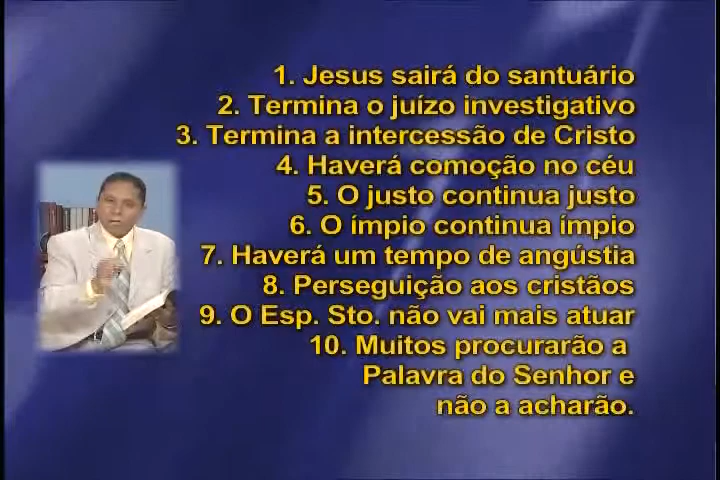 1. Jesus sairá do santuário
2. Termina o juízo investigativo
3. Termina a intercessão de Cristo
4. Haverá comoção no céu
5. O justo continua justo
6. O ímpio continua ímpio
7. Haverá um tempo de angústia
8. Perseguição aos cristãos
9. O Esp. Sto. não vai mais atuar
10. Muitos procurarão a
Palavra do Senhor e
não a acharão.